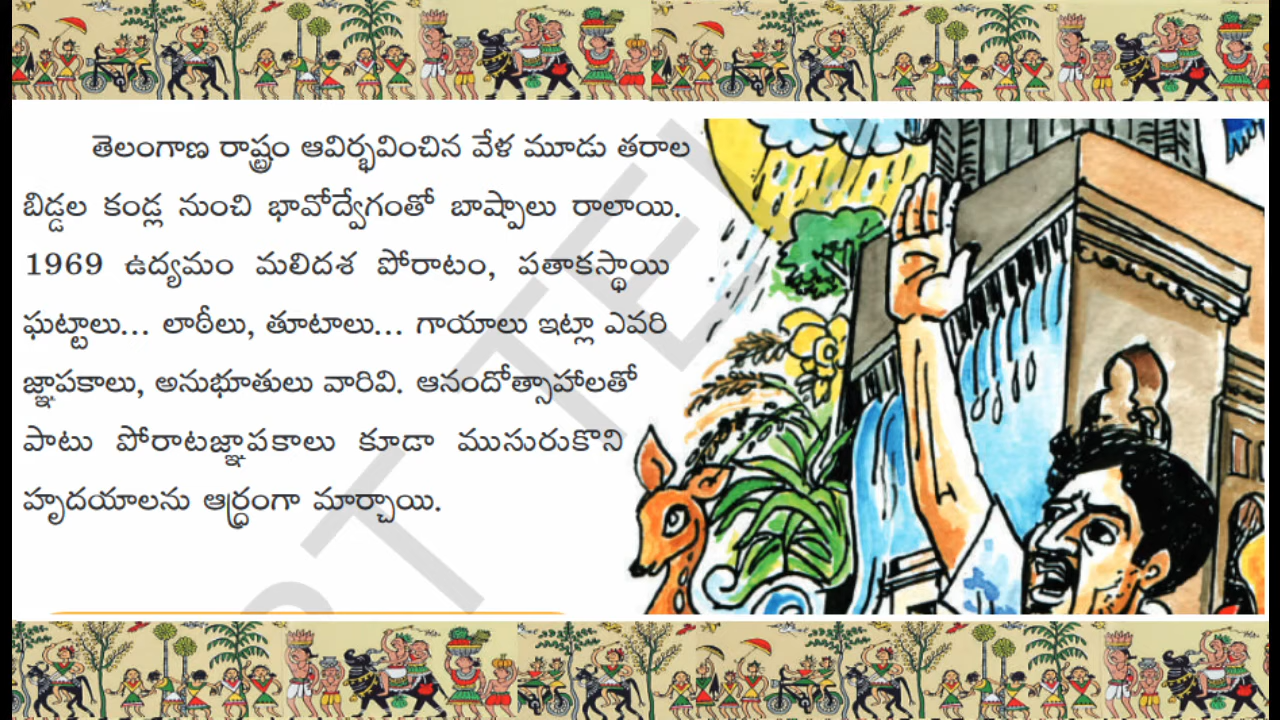 తెలంగాణ రాష్ట్రం ఆవిర్భవించిన వేళ మూడు తరాల
బిడ్డల కండ్ల నుంచి భావోద్వేగంతో బాష్పాలు రాలాయి.
1969 ఉద్యమం మలిదశ పోరాటం, పతాకస్థాయి
ఘట్టాలు... లాఠీలు, తూటాలు... గాయాలు ఇట్లా ఎవరి
జ్ఞాపకాలు, అనుభూతులు వారివి. ఆనందోత్సాహాలతో
పాటు పోరాటజ్ఞాపకాలు కూడా ముసురుకొని
హృదయాలను ఆర్ద్రంగా మార్చాయి.